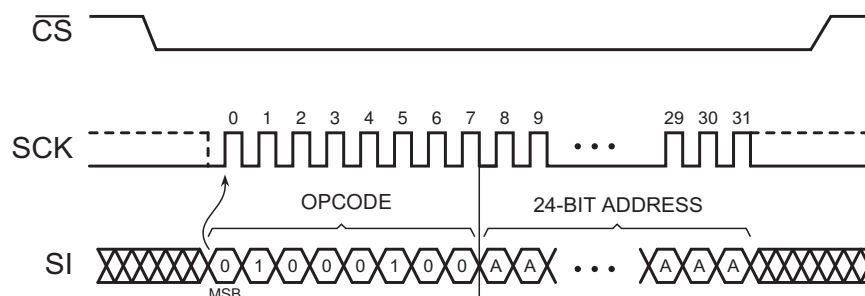 CS
SCK
0 1 2 3 4 5 6 7 8 9 29 30 31
OPCODE
24-BIT ADDRESS
SI
0 1 0 0 0 1 0 0 A A A A A
MSB